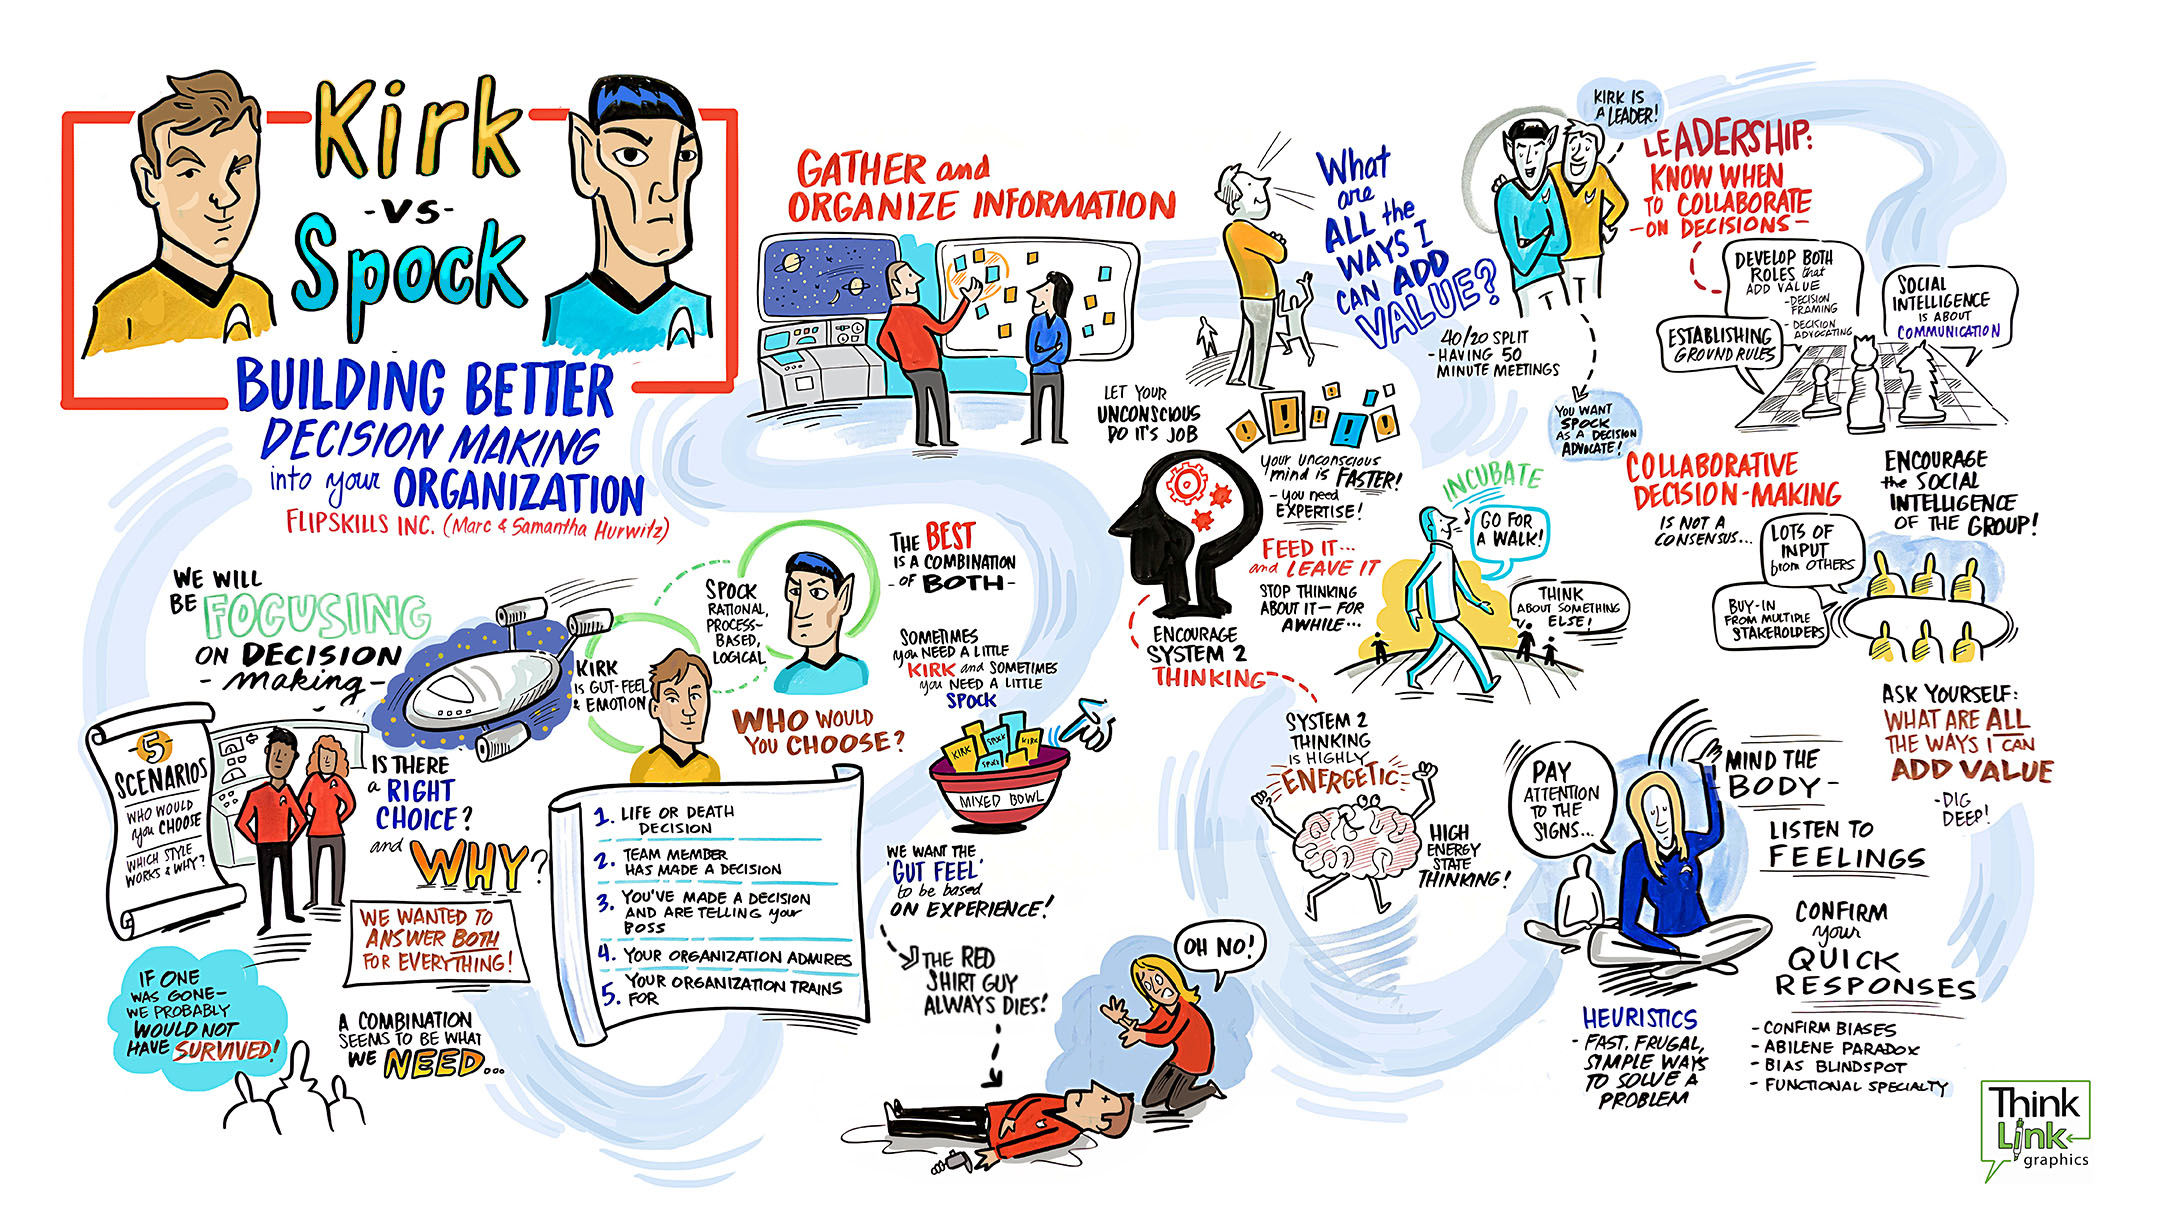 Kirk
-VS-
Spock
BUILDING BETTER
DECISION MAKING
into your ORGANIZATION
FLIPSKILLS INC. (Marc & Samantha Hurwitz)
WE WILL
BE FOCUSING
ON DECISION
- making -
5
SCENARIOS
WHO WOULD
you CHOOSE
WHICH STYLE
WORKS & WHY?
IS THERE
a RIGHT
CHOICE?
and WHY?
WE WANTED TO
ANSWER BOTH
FOR EVERYTHING!
IF ONE
WAS GONE-
WE PROBABLY
WOULD NOT
HAVE SURVIVED!
A COMBINATION
SEEMS TO BE WHAT
WE NEED...
KIRK
IS GUT-FEEL
& EMOTION
SPOCK
RATIONAL,
PROCESS-
BASED,
LOGICAL
WHO WOULD
YOU CHOOSE?
1. LIFE OR DEATH
DECISION
2. TEAM MEMBER
HAS MADE A DECISION
3. YOU'VE MADE A DECISION
AND ARE TELLING your
BOSS
4. YOUR ORGANIZATION ADMIRES
5. YOUR ORGANIZATION TRAINS
FOR
THE BEST
IS A COMBINATION
- OF BOTH -
SOMETIMES
you NEED A LITTLE
KIRK and SOMETIMES
you NEED A LITTLE
SPOCK
KIRK
SPOCK
KIRK
SPOCK
MIXED BOWL
WE WANT THE
'GUT FEEL'
to be based
ON EXPERIENCE!
THE RED
SHIRT GUY
ALWAYS DIES!
OH NO!
GATHER and
ORGANIZE INFORMATION
LET YOUR
UNCONSCIOUS
DO IT'S JOB
What
are
ALL the
WAYS I
CAN ADD
VALUE?
your unconscious
mind is FASTER!
- you need
EXPERTISE!
FEED IT...
and LEAVE IT
STOP THINKING
ABOUT IT - FOR
AWHILE...
ENCOURAGE
SYSTEM 2
THINKING
SYSTEM 2
THINKING
IS HIGHLY
ENERGETIC
HIGH
ENERGY
STATE
THINKING!
INCUBATE
GO FOR
A WALK!
THINK
ABOUT SOMETHING
ELSE!
40/20 SPLIT
- HAVING 50
MINUTE MEETINGS
KIRK IS
A LEADER!
YOU WANT
SPOCK
AS A DECISION
ADVOCATE!
LEADERSHIP:
KNOW WHEN
TO COLLABORATE
- ON DECISIONS -
DEVELOP BOTH
ROLES that
ADD VALUE
- DECISION
FRAMING
- DECISION
ADVOCATING
ESTABLISHING
GROUND RULES
SOCIAL
INTELLIGENCE
IS ABOUT
COMMUNICATION
COLLABORATIVE
DECISION-MAKING
IS NOT A
CONSENSUS...
LOTS OF
INPUT
from OTHERS
BUY-IN
FROM MULTIPLE
STAKEHOLDERS
ENCOURAGE
the SOCIAL
INTELLIGENCE
OF THE GROUP!
ASK YOURSELF:
WHAT ARE ALL
THE WAYS I CAN
ADD VALUE
- DIG
DEEP!
PAY
ATTENTION
TO THE
SIGNS...
MIND THE
BODY -
LISTEN TO
FEELINGS
CONFIRM
your
QUICK
RESPONSES
- CONFIRM BIASES
- ABILENE PARADOX
- BIAS BLINDSPOT
- FUNCTIONAL SPECIALTY
HEURISTICS
- FAST, FRUGAL,
SIMPLE WAYS
TO SOLVE A
PROBLEM
Think
Link
graphics